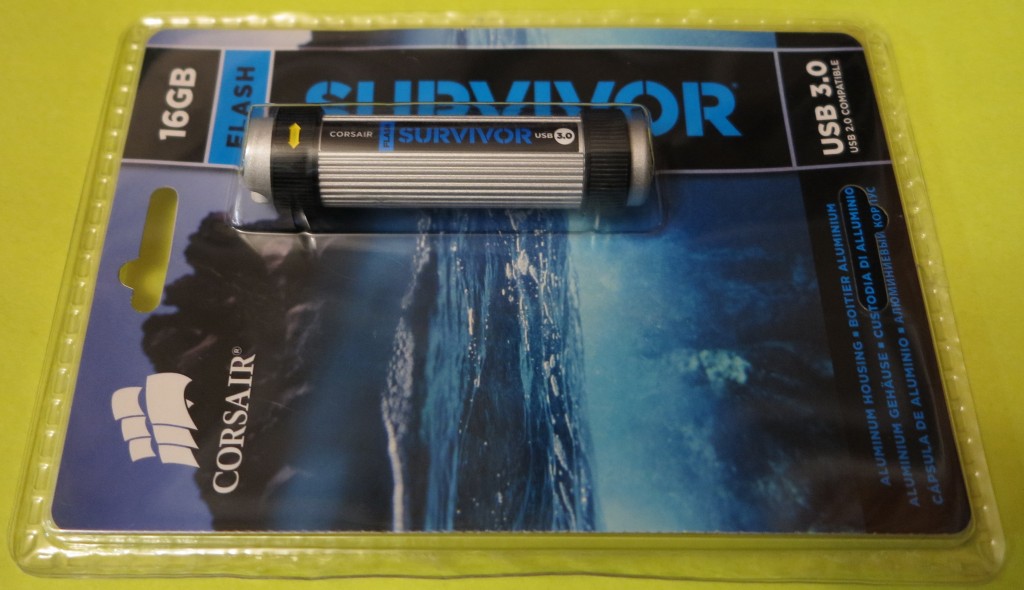 16GB
FLASH
SURVIVOR
USB 3.0
USB 2.0 COMPATIBLE
CORSAIR FLASH SURVIVOR USB 3.0
CORSAIR®
ALUMINUM HOUSING ▪ BOITIER ALUMINIUM
ALUMINIUM GEHÄUSE ▪ CUSTODIA DI ALLUMINIO
CÁPSULA DE ALUMINIO ▪ АЛЮМИНИЕВЫЙ КОРПУС